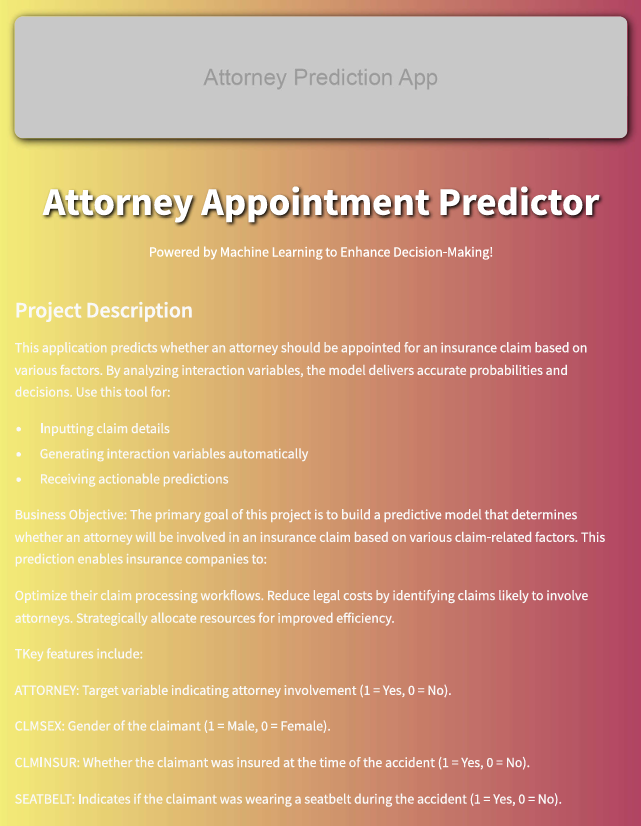 Attorney Prediction App
Attorney Appointment Predictor
Powered by Machine Learning to Enhance Decision-Making!
Project Description
This application predicts whether an attorney should be appointed for an insurance claim based on
various factors. By analyzing interaction variables, the model delivers accurate probabilities and
decisions. Use this tool for:
• Inputting claim details
• Generating interaction variables automatically
• Receiving actionable predictions
Business Objective: The primary goal of this project is to build a predictive model that determines
whether an attorney will be involved in an insurance claim based on various claim-related factors. This
prediction enables insurance companies to:
Optimize their claim processing workflows. Reduce legal costs by identifying claims likely to involve
attorneys. Strategically allocate resources for improved efficiency.
TKey features include:
ATTORNEY: Target variable indicating attorney involvement (1 = Yes, 0 = No).
CLMSEX: Gender of the claimant (1 = Male, 0 = Female).
CLMINSUR: Whether the claimant was insured at the time of the accident (1 = Yes, 0 = No).
SEATBELT: Indicates if the claimant was wearing a seatbelt during the accident (1 = Yes, 0 = No).